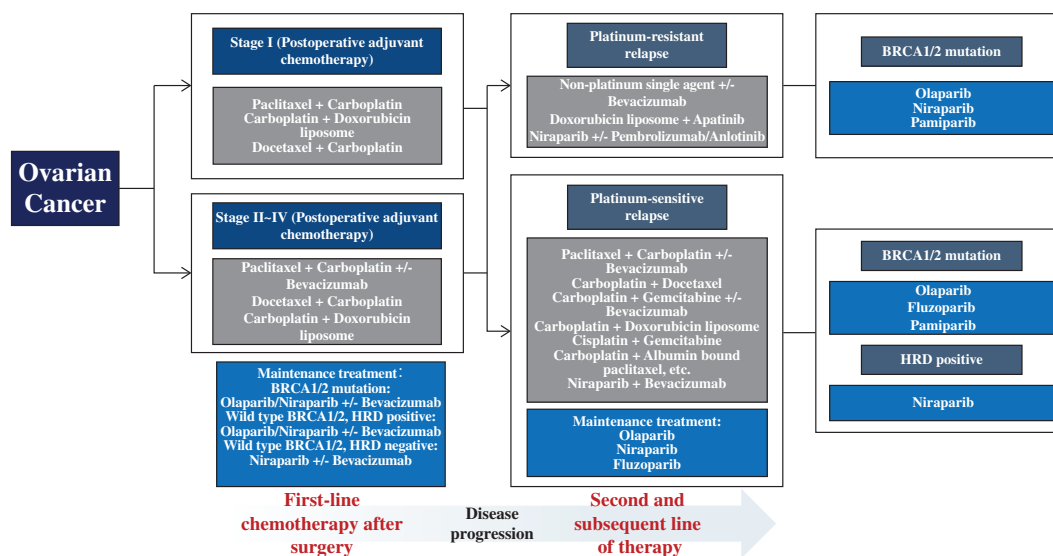 Ovarian
Cancer
Stage I (Postoperative adjuvant
chemotherapy)
Paclitaxel + Carboplatin
Carboplatin + Doxorubicin
liposome
Docetaxel + Carboplatin
Stage II~IV (Postoperative adjuvant
chemotherapy)
Paclitaxel + Carboplatin +/-
Bevacizumab
Docetaxel + Carboplatin
Carboplatin + Doxorubicin
liposome
Maintenance treatment:
BRCA1/2 mutation:
Olaparib/Niraparib +/- Bevacizumab
Wild type BRCA1/2, HRD positive:
Olaparib/Niraparib +/- Bevacizumab
Wild type BRCA1/2, HRD negative:
Niraparib +/- Bevacizumab
Platinum-resistant
relapse
Non-platinum single agent +/-
Bevacizumab
Doxorubicin liposome + Apatinib
Niraparib +/- Pembrolizumab/Anlotinib
Platinum-sensitive
relapse
Paclitaxel + Carboplatin +/-
Bevacizumab
Carboplatin + Docetaxel
Carboplatin + Gemcitabine +/-
Bevacizumab
Carboplatin + Doxorubicin liposome
Cisplatin + Gemcitabine
Carboplatin + Albumin bound
paclitaxel, etc.
Niraparib + Bevacizumab
Maintenance treatment:
Olaparib
Niraparib
Fluzoparib
BRCA1/2 mutation
Olaparib
Niraparib
Pamiparib
BRCA1/2 mutation
Olaparib
Fluzoparib
Pamiparib
HRD positive
Niraparib
First-line
chemotherapy after
surgery
Disease
progression
Second and
subsequent line
of therapy